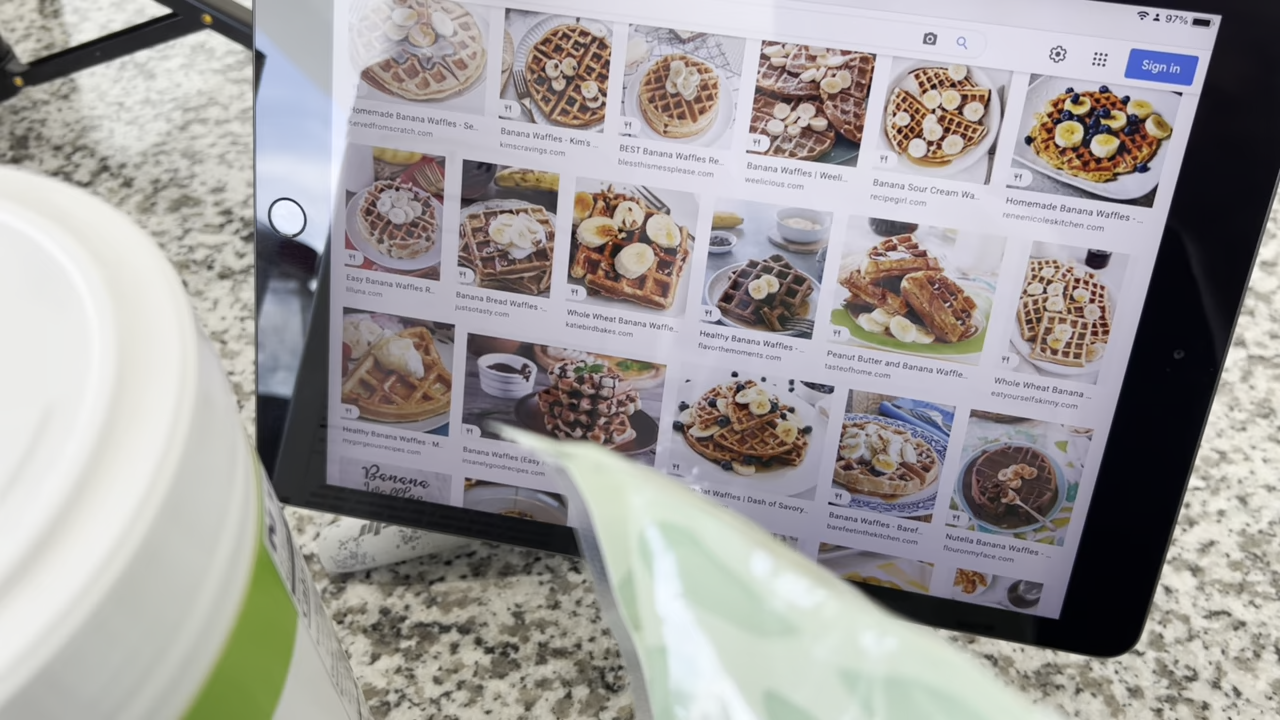 97%
Sign in
Homemade Banana Waffles - Se...
servedfromscratch.com
Banana Waffles - Kim's ...
kimscravings.com
BEST Banana Waffles Re...
blessthismessplease.com
Banana Waffles | Weeli...
weelicious.com
Banana Sour Cream Wa...
recipegirl.com
Homemade Banana Waffles - ...
reneenicoleskitchen.com
Easy Banana Waffles R...
lilluna.com
Banana Bread Waffles -...
justsotasty.com
Whole Wheat Banana Waffle...
katiebirdbakes.com
Healthy Banana Waffles - ...
flavorthemoments.com
Peanut Butter and Banana Waffle...
tasteofhome.com
Whole Wheat Banana ...
eatyourselfskinny.com
Healthy Banana Waffles - M...
mygorgeousrecipes.com
Banana Waffles (Easy
insanelygoodrecipes.com
Waffles | Dash of Savory...
Banana Waffles - Baref...
barefeetinthekitchen.com
Nutella Banana Waffles - ...
flouronmyface.com
Banana
Waffles